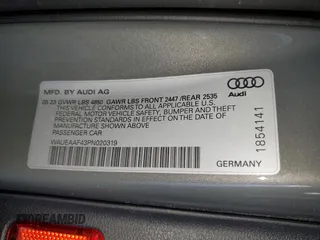 MFD. BY AUDI AG
05 23 GVWR LBS 4850 GAWR LBS FRONT 2447 /REAR 2535
THIS VEHICLE CONFORMS TO ALL APPLICABLE U.S.
FEDERAL MOTOR VEHICLE SAFETY, BUMPER AND THEFT
PREVENTION STANDARDS IN EFFECT ON THE DATE OF
MANUFACTURE SHOWN ABOVE.
PASSENGER CAR
WAUEAAF43PN020319
GERMANY
1854141
DREAMBID